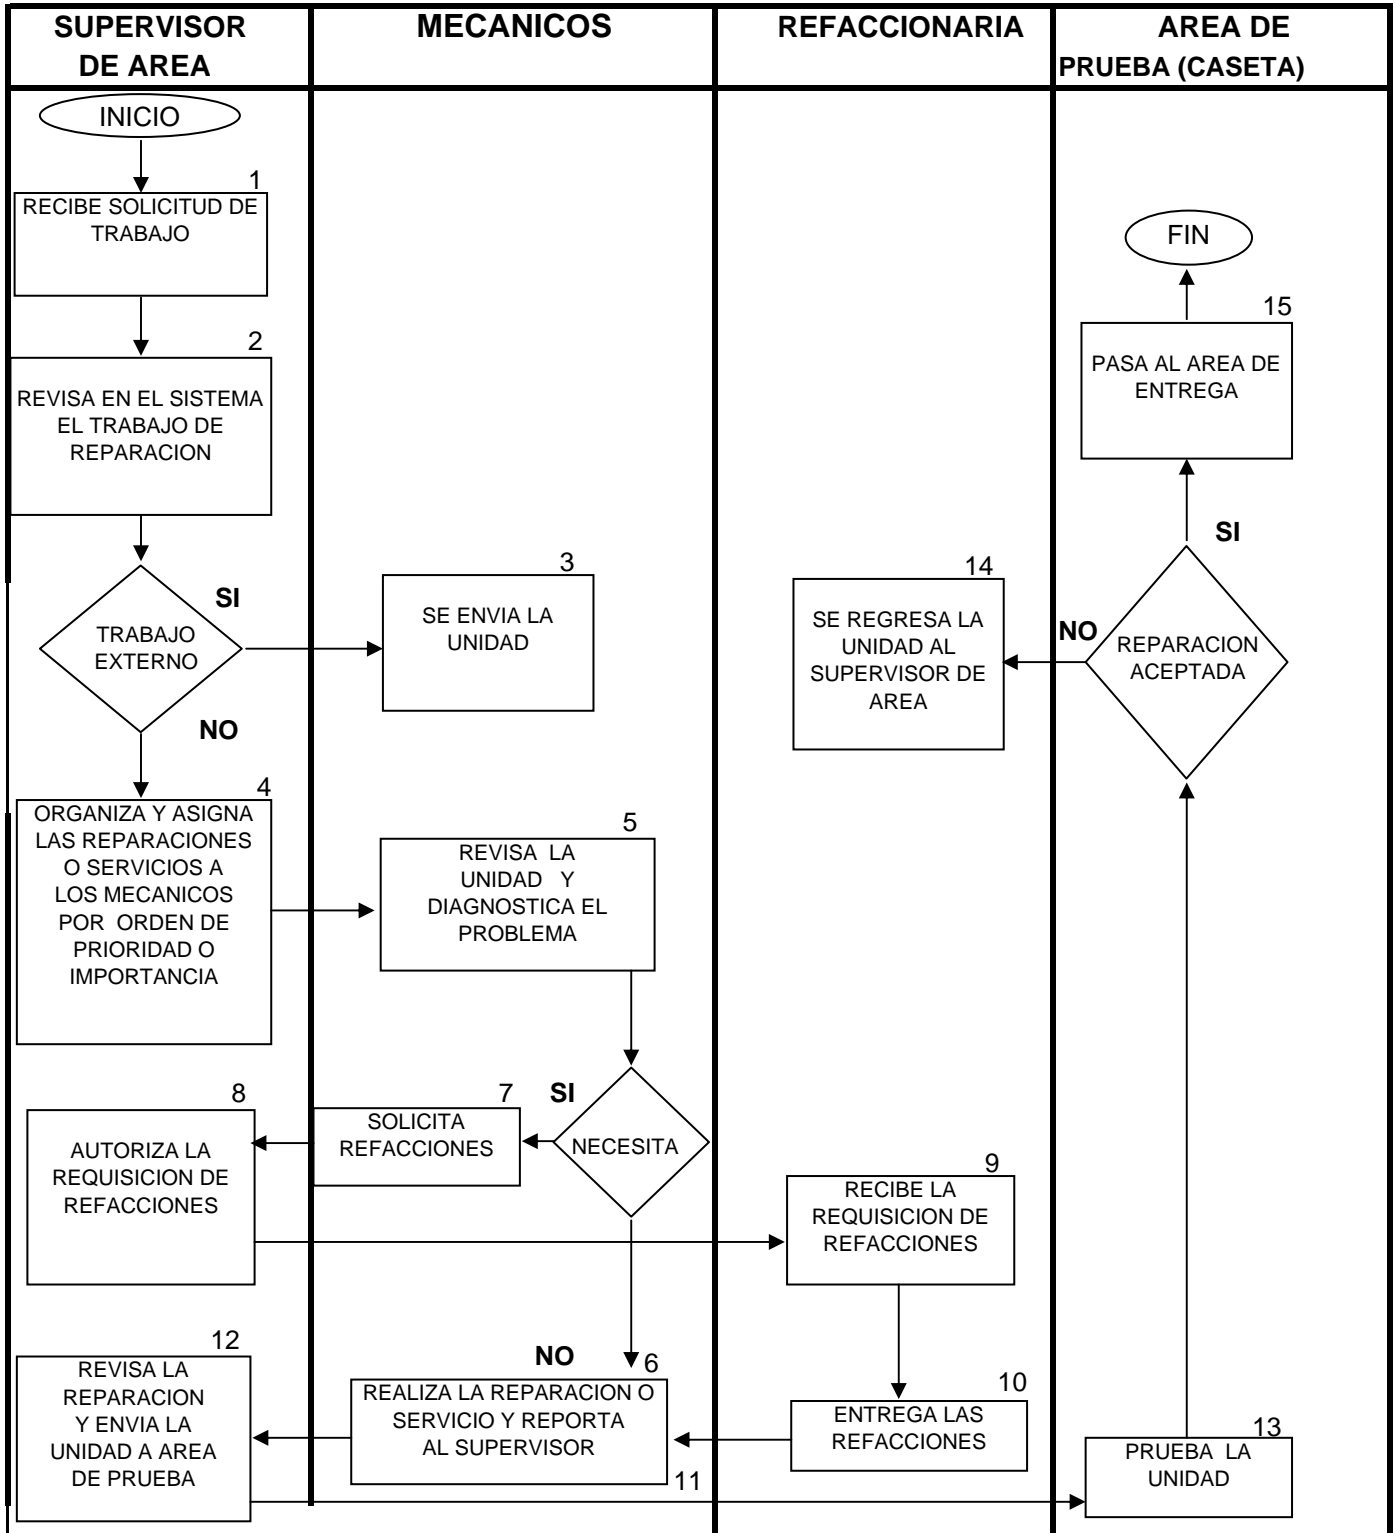 SUPERVISOR
DE AREA
MECANICOS
REFACCIONARIA
AREA DE
PRUEBA (CASETA)
INICIO
1
RECIBE SOLICITUD DE
TRABAJO
2
REVISA EN EL SISTEMA
EL TRABAJO DE
REPARACION
TRABAJO
EXTERNO
SI
NO
3
SE ENVIA LA
UNIDAD
4
ORGANIZA Y ASIGNA
LAS REPARACIONES
O SERVICIOS A
LOS MECANICOS
POR ORDEN DE
PRIORIDAD O
IMPORTANCIA
5
REVISA LA
UNIDAD Y
DIAGNOSTICA EL
PROBLEMA
NECESITA
SI
NO
7
SOLICITA
REFACCIONES
8
AUTORIZA LA
REQUISICION DE
REFACCIONES
9
RECIBE LA
REQUISICION DE
REFACCIONES
10
ENTREGA LAS
REFACCIONES
6
REALIZA LA REPARACION O
SERVICIO Y REPORTA
AL SUPERVISOR
11
12
REVISA LA
REPARACION
Y ENVIA LA
UNIDAD A AREA
DE PRUEBA
13
PRUEBA LA
UNIDAD
REPARACION
ACEPTADA
NO
SI
14
SE REGRESA LA
UNIDAD AL
SUPERVISOR DE
AREA
15
PASA AL AREA DE
ENTREGA
FIN